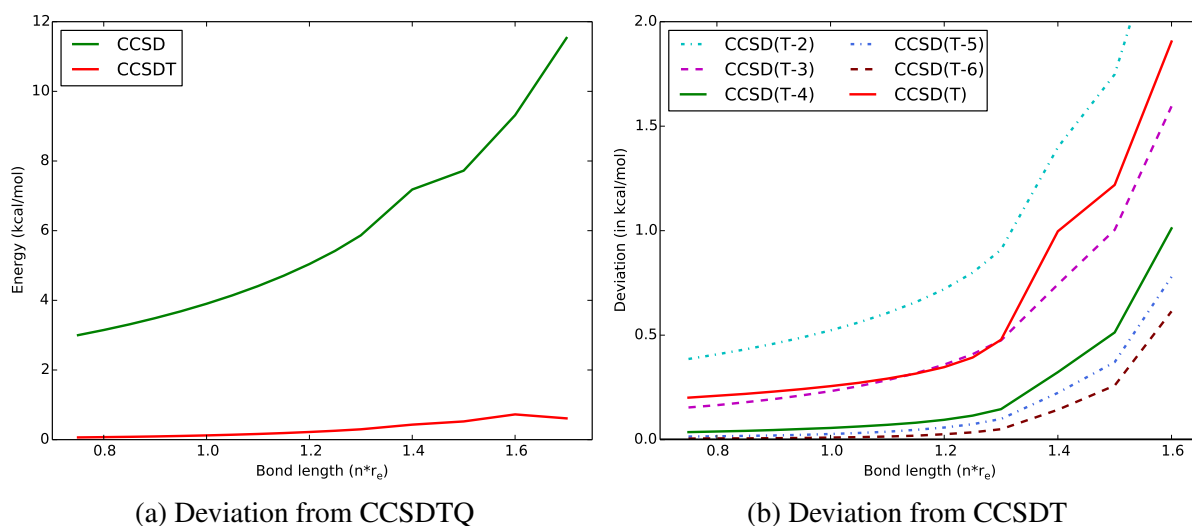 12
10
8
6
4
2
0
Energy (kcal/mol)
CCSD
CCSDT
0.8 1.0 1.2 1.4 1.6
Bond length (n*r_e)
(a) Deviation from CCSDTQ
2.0
1.5
1.0
0.5
0.0
Deviation (in kcal/mol)
CCSD(T-2) CCSD(T-5)
CCSD(T-3) CCSD(T-6)
CCSD(T-4) CCSD(T)
0.8 1.0 1.2 1.4 1.6
Bond length (n*r_e)
(b) Deviation from CCSDT